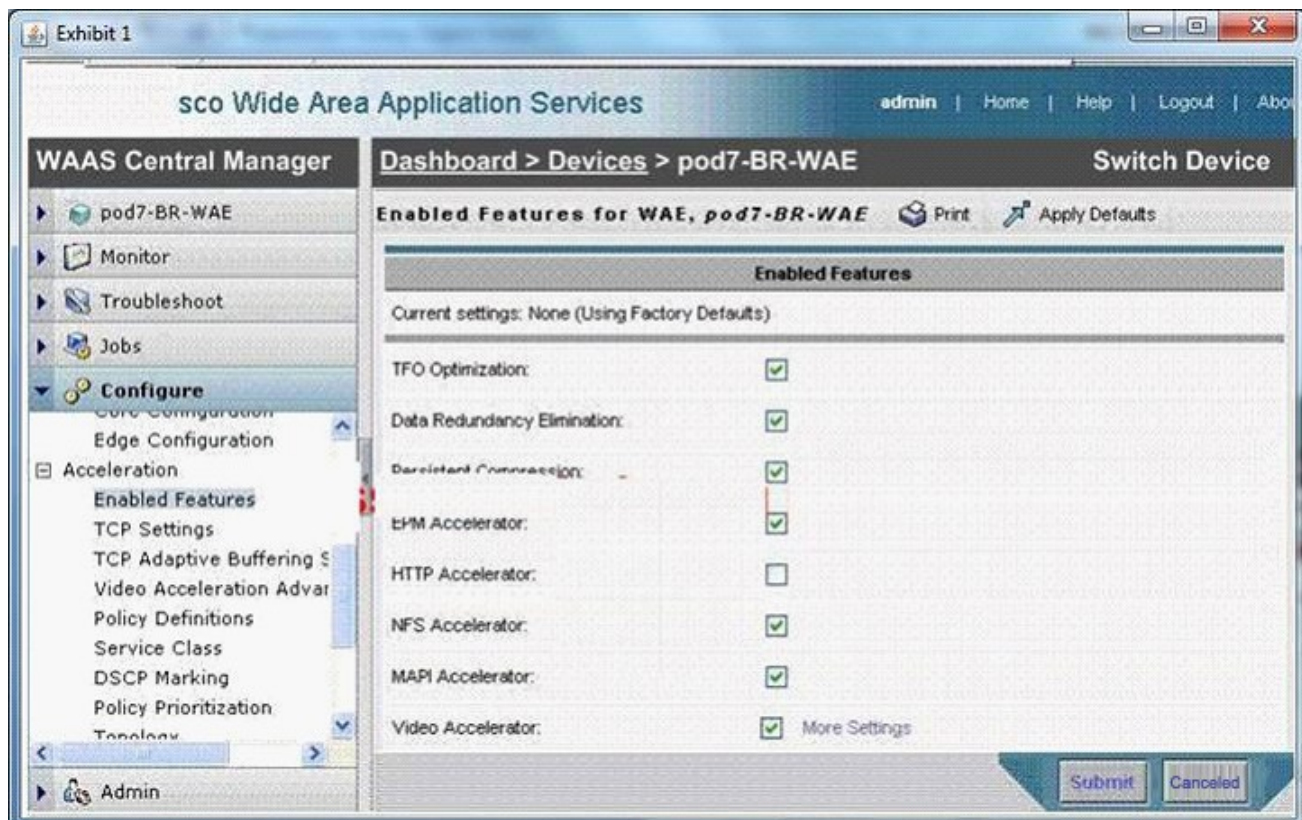 Exhibit 1
sco Wide Area Application Services
admin | Home | Help | Logout | Abo
WAAS Central Manager
Dashboard > Devices > pod7-BR-WAE
Switch Device
pod7-BR-WAE
Monitor
Troubleshoot
Jobs
Configure
Core Configuration
Edge Configuration
Acceleration
Enabled Features
TCP Settings
TCP Adaptive Buffering S
Video Acceleration Advar
Policy Definitions
Service Class
DSCP Marking
Policy Prioritization
Topology
Admin
Enabled Features for WAE, pod7-BR-WAE Print Apply Defaults
Enabled Features
Current settings: None (Using Factory Defaults)
TFO Optimization:
Data Redundancy Elimination:
Persistent Compression:
EPM Accelerator:
HTTP Accelerator:
NFS Accelerator:
MAPI Accelerator:
Video Accelerator: More Settings
Submit Canceled